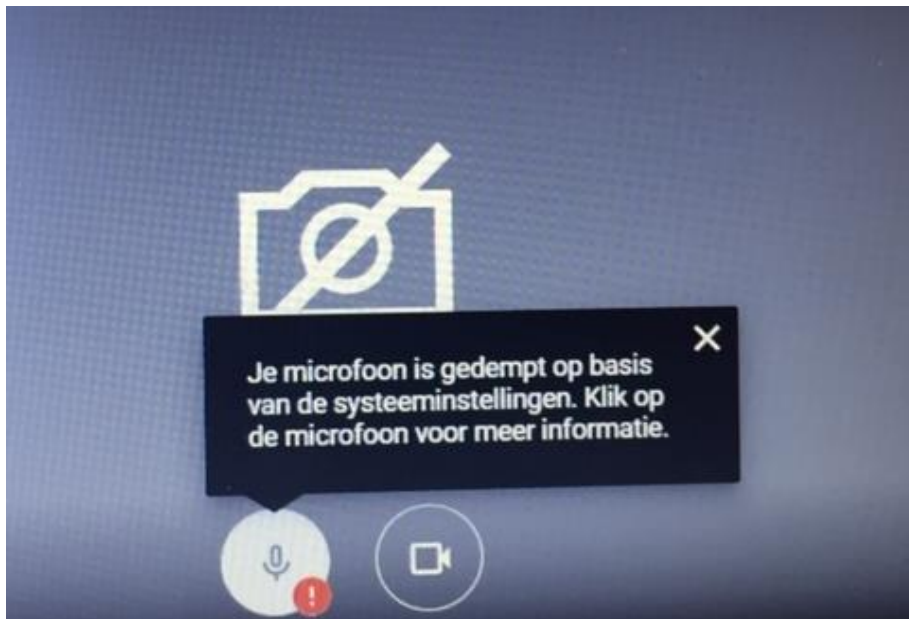 Je microfoon is gedempt op basis
van de systeeminstellingen. Klik op
de microfoon voor meer informatie.